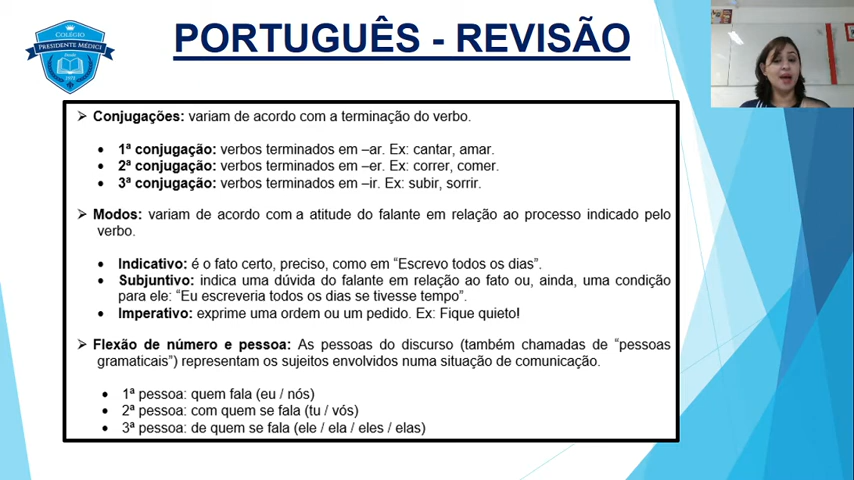 COLÉGIO
PRESIDENTE MÉDICI
PORTUGUÊS - REVISÃO
➢ Conjugações: variam de acordo com a terminação do verbo.
• 1ª conjugação: verbos terminados em –ar. Ex: cantar, amar.
• 2ª conjugação: verbos terminados em –er. Ex: correr, comer.
• 3ª conjugação: verbos terminados em –ir. Ex: subir, sorrir.
➢ Modos: variam de acordo com a atitude do falante em relação ao processo indicado pelo
verbo.
• Indicativo: é o fato certo, preciso, como em “Escrevo todos os dias”.
• Subjuntivo: indica uma dúvida do falante em relação ao fato ou, ainda, uma condição
para ele: “Eu escreveria todos os dias se tivesse tempo”.
• Imperativo: exprime uma ordem ou um pedido. Ex: Fique quieto!
➢ Flexão de número e pessoa: As pessoas do discurso (também chamadas de “pessoas
gramaticais”) representam os sujeitos envolvidos numa situação de comunicação.
• 1ª pessoa: quem fala (eu / nós)
• 2ª pessoa: com quem se fala (tu / vós)
• 3ª pessoa: de quem se fala (ele / ela / eles / elas)